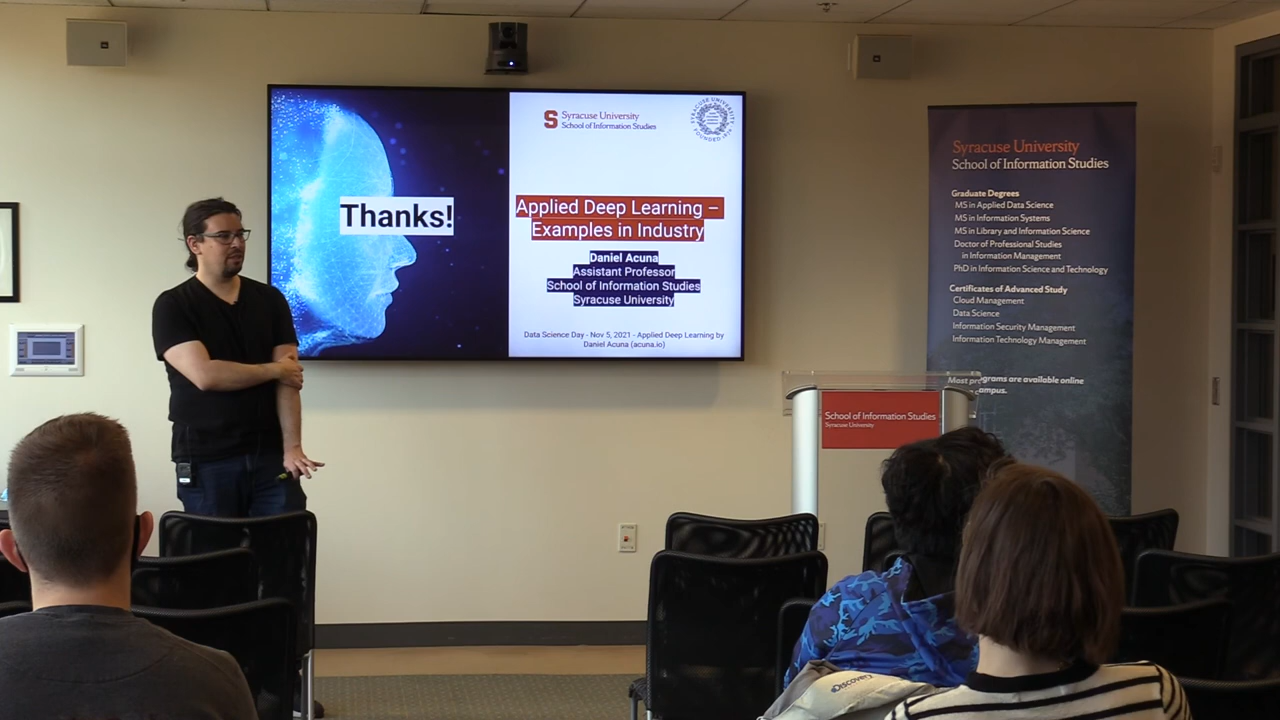 Thanks!
Syracuse University
School of Information Studies
SYRACUSE UNIVERSITY
FOUNDED
Applied Deep Learning –
Examples in Industry
Daniel Acuna
Assistant Professor
School of Information Studies
Syracuse University
Data Science Day - Nov 5, 2021 - Applied Deep Learning by
Daniel Acuna (acuna.io)
Syracuse University
School of Information Studies
Graduate Degrees
MS in Applied Data Science
MS in Information Systems
MS in Library and Information Science
Doctor of Professional Studies
in Information Management
PhD in Information Science and Technology
Certificates of Advanced Study
Cloud Management
Data Science
Information Security Management
Information Technology Management
Most programs are available online
School of Information Studies
Syracuse University
Discovery